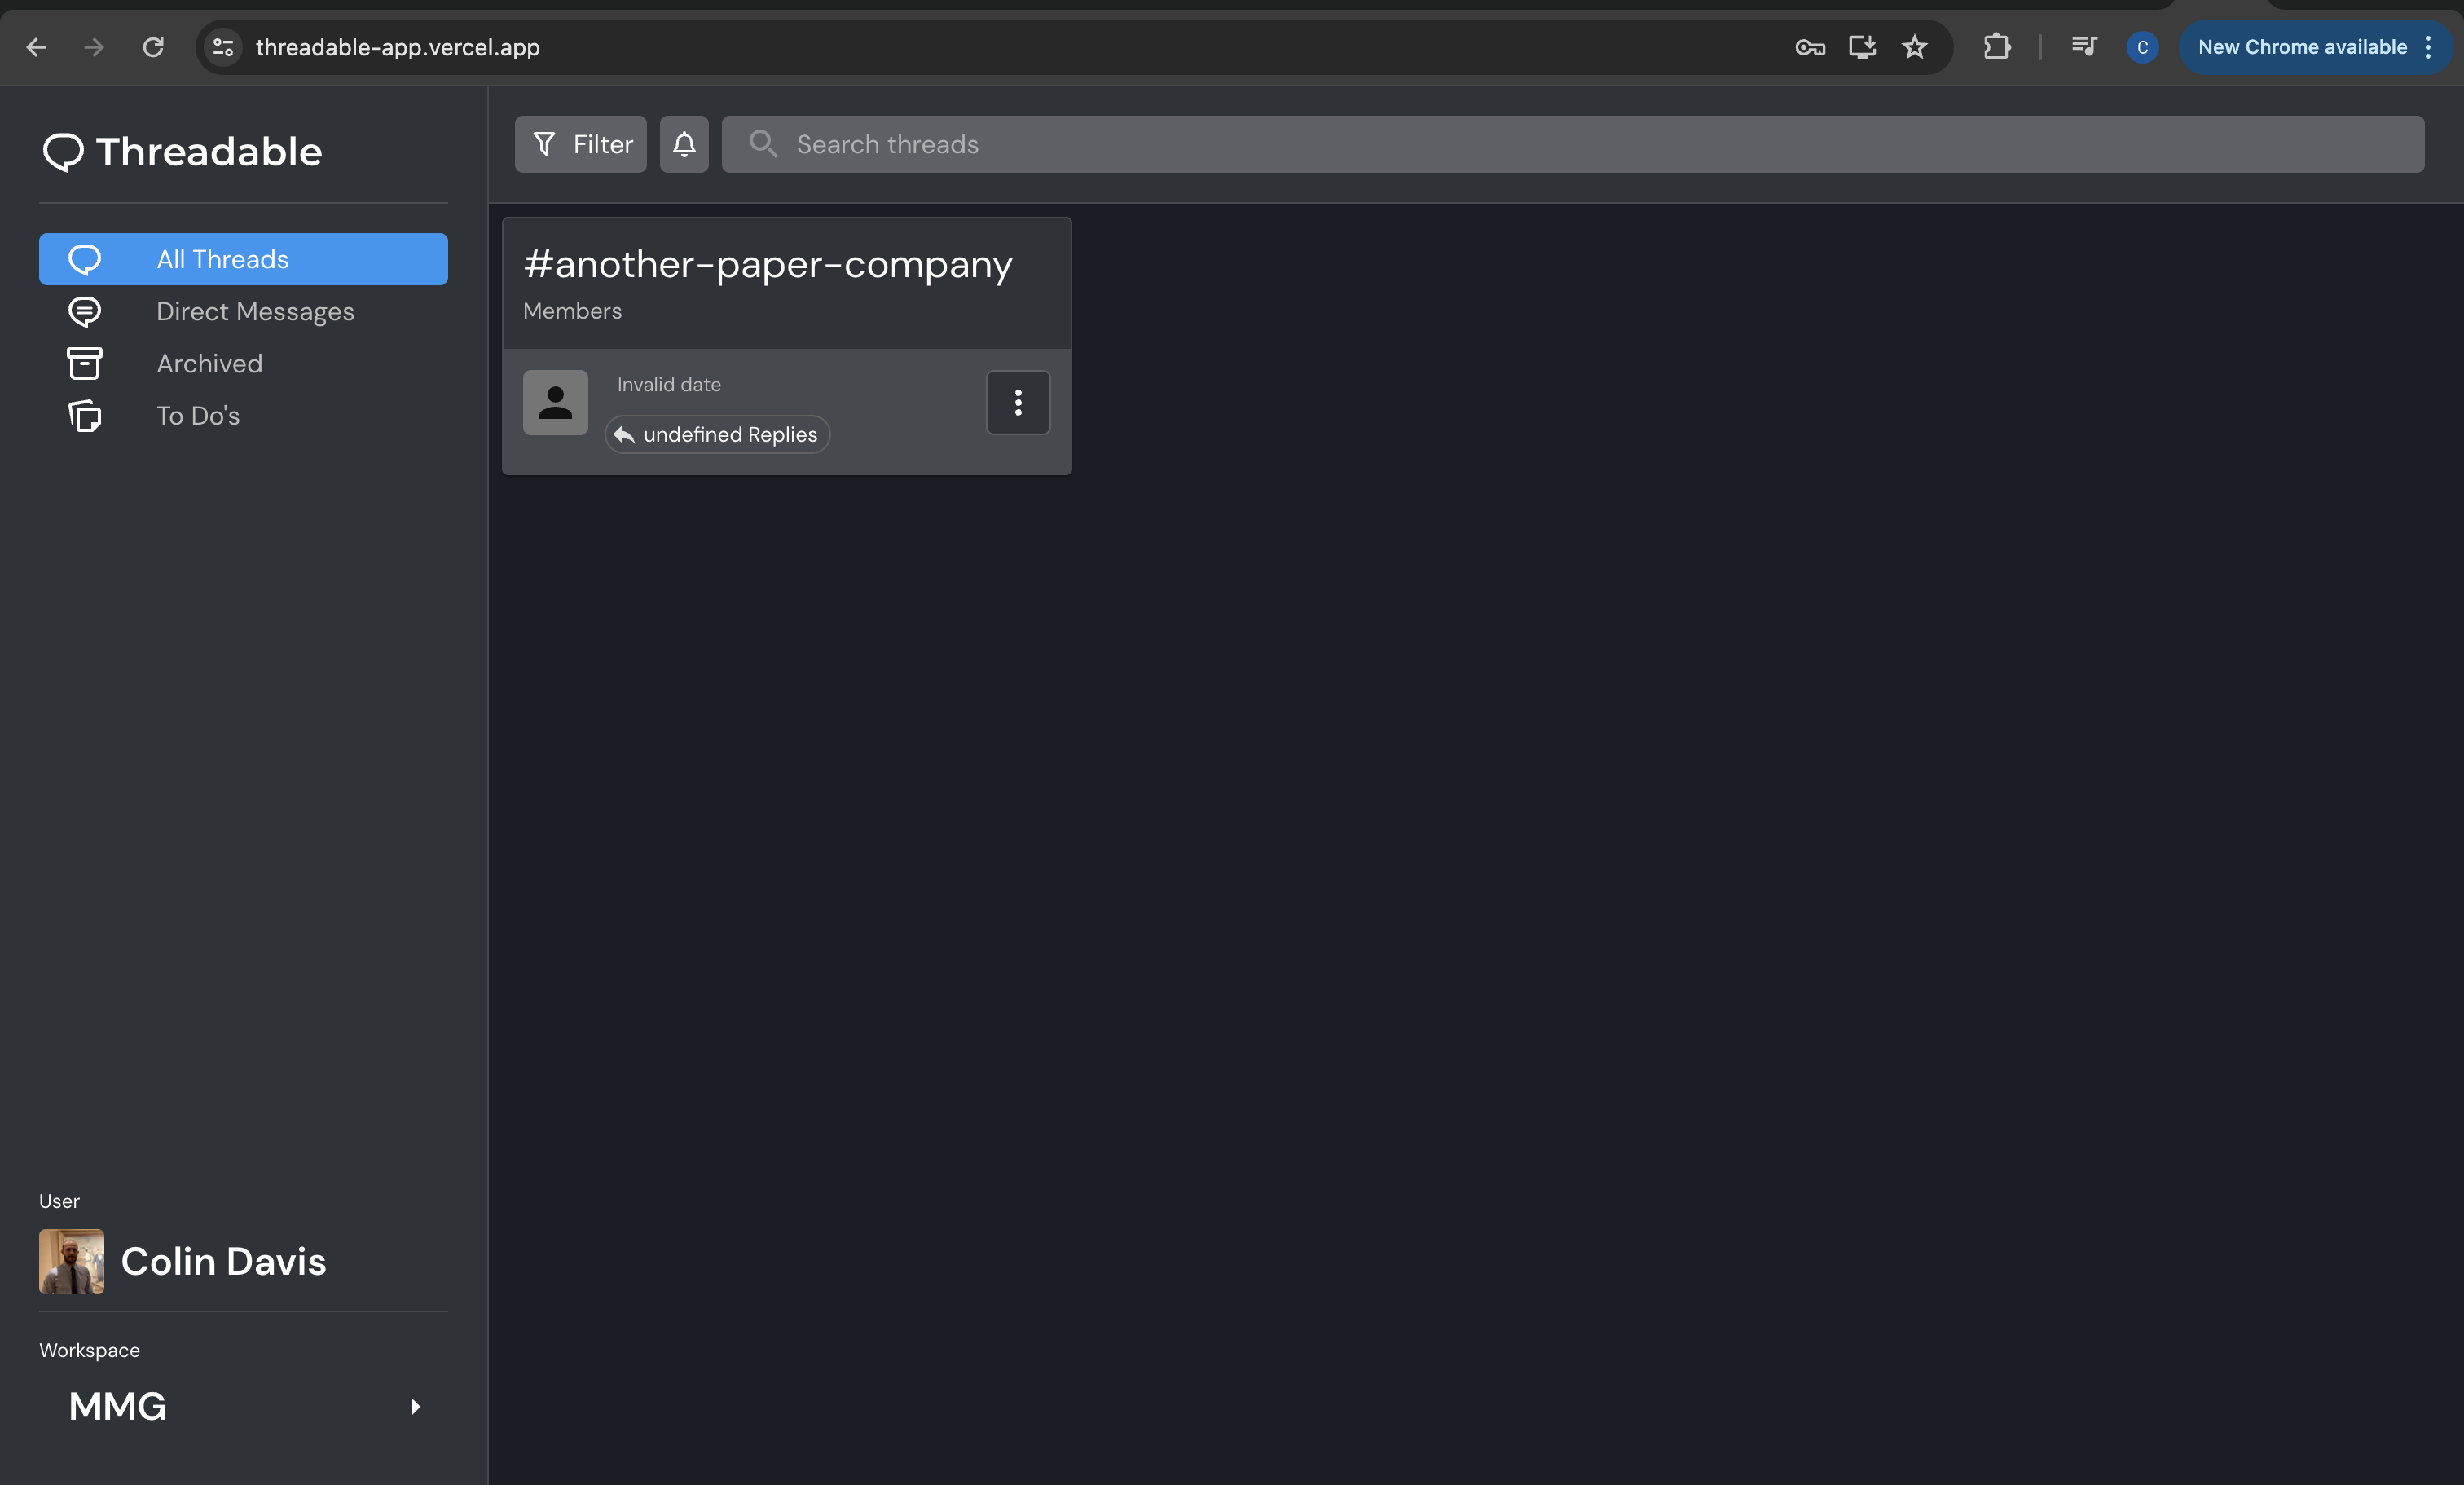 threadable-app.vercel.app
C
New Chrome available
Threadable
All Threads
Direct Messages
Archived
To Do's
User
Colin Davis
Workspace
MMG
Filter
Search threads
#another-paper-company
Members
Invalid date
undefined Replies